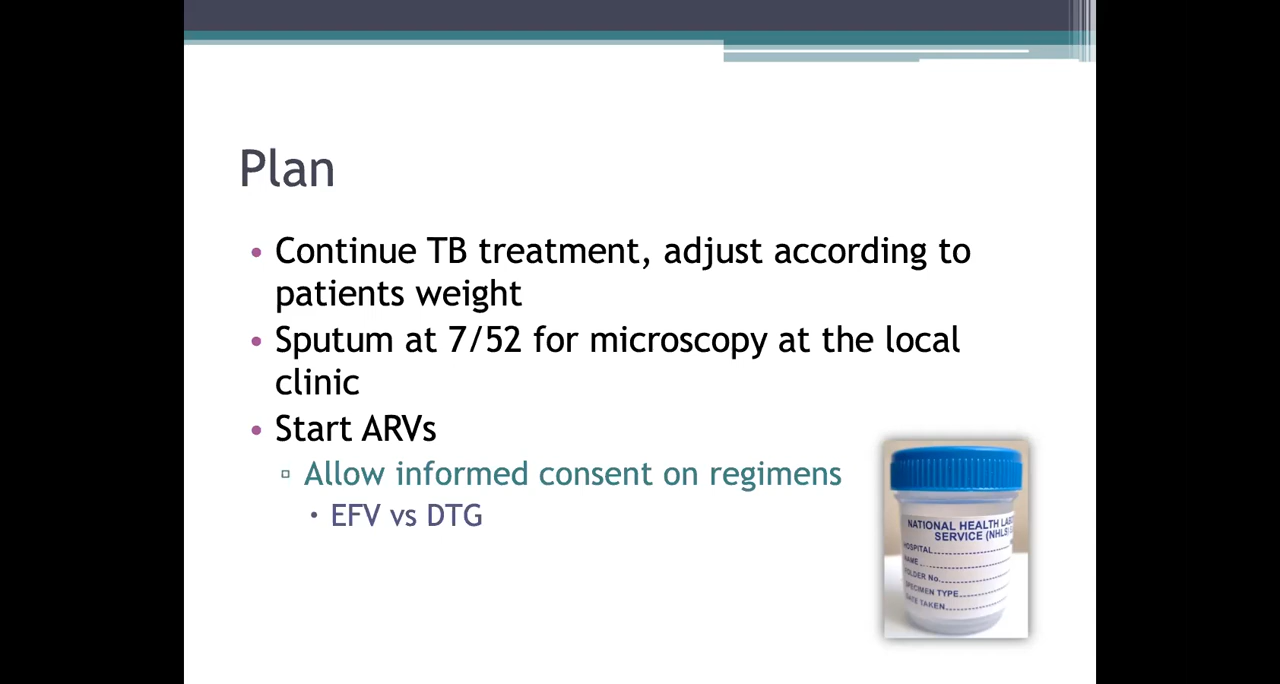 Plan
• Continue TB treatment, adjust according to
patients weight
• Sputum at 7/52 for microscopy at the local
clinic
• Start ARVs
▫ Allow informed consent on regimens
• EFV vs DTG
NATIONAL HEALTH LAB
SERVICE (NHLS)
HOSPITAL
NAME
FOLDER No.
SPECIMEN TYPE
DATE TAKEN